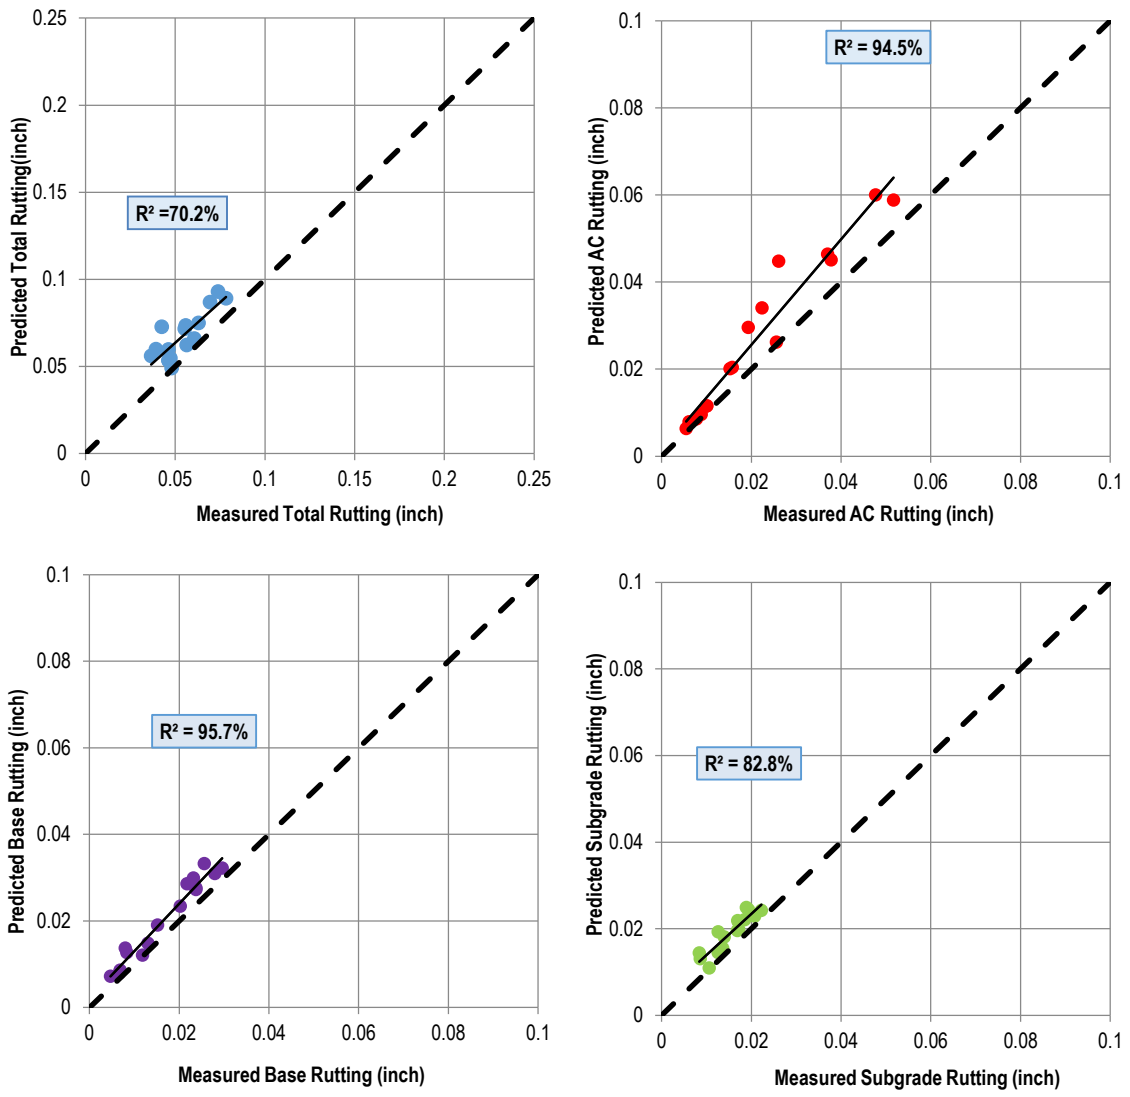 0.25
0.2
0.15
0.1
0.05
0
Predicted Total Rutting(inch)
R² =70.2%
0 0.05 0.1 0.15 0.2 0.25
Measured Total Rutting (inch)
0.1
0.08
0.06
0.04
0.02
0
Predicted AC Rutting (inch)
R² = 94.5%
0 0.02 0.04 0.06 0.08 0.1
Measured AC Rutting (inch)
0.1
0.08
0.06
0.04
0.02
0
Predicted Base Rutting (inch)
R² = 95.7%
0 0.02 0.04 0.06 0.08 0.1
Measured Base Rutting (inch)
0.1
0.08
0.06
0.04
0.02
0
Predicted Subgrade Rutting (inch)
R² = 82.8%
0 0.02 0.04 0.06 0.08 0.1
Measured Subgrade Rutting (inch)